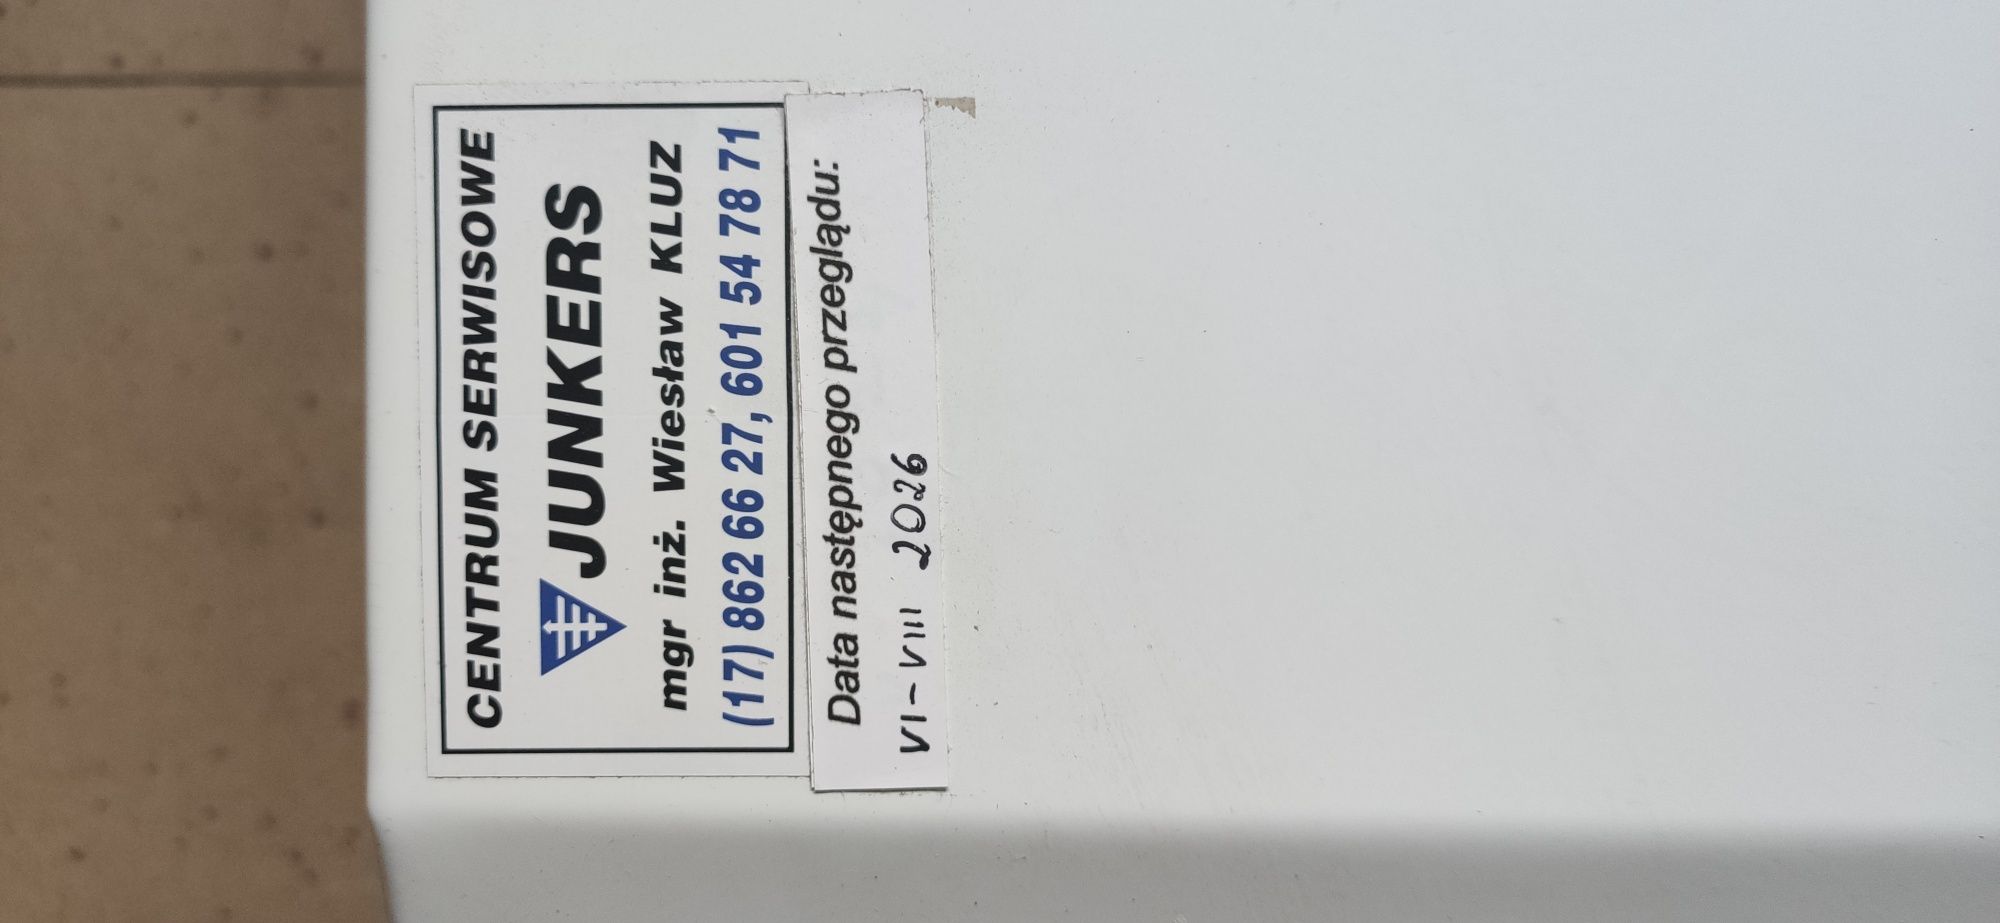 CENTRUM SERWISOWE
JUNKERS
mgr inż. Wiesław KLUZ
(17) 862 66 27, 601 54 78 71
Data następnego przeglądu:
VI - VIII 2026